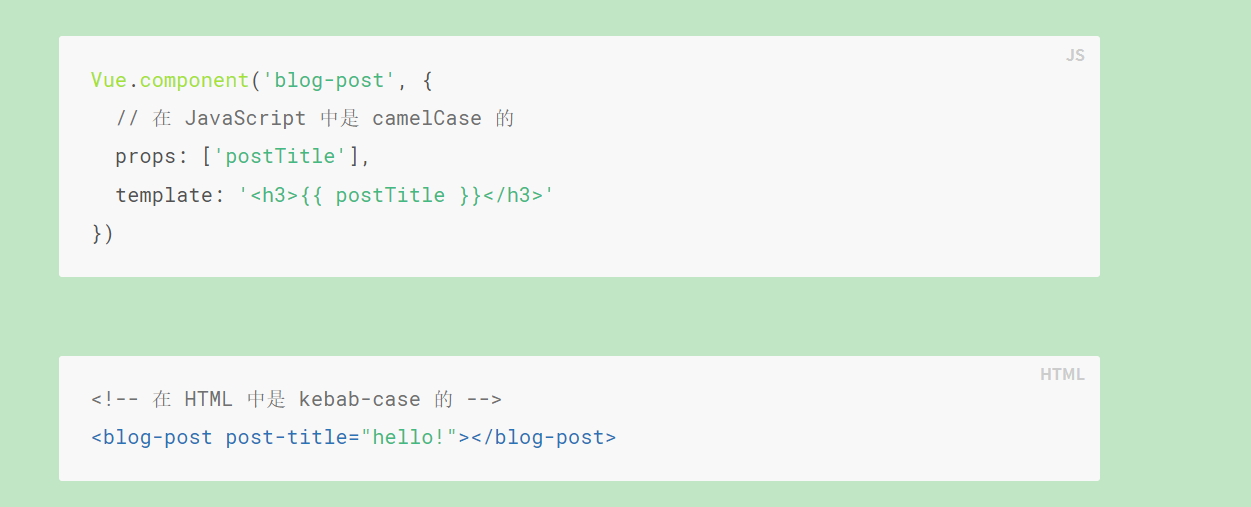 JS
Vue.component('blog-post', {
  // 在 JavaScript 中是 camelCase 的
  props: ['postTitle'],
  template: '<h3>{{ postTitle }}</h3>'
})
HTML
<!-- 在 HTML 中是 kebab-case 的 -->
<blog-post post-title="hello!"></blog-post>